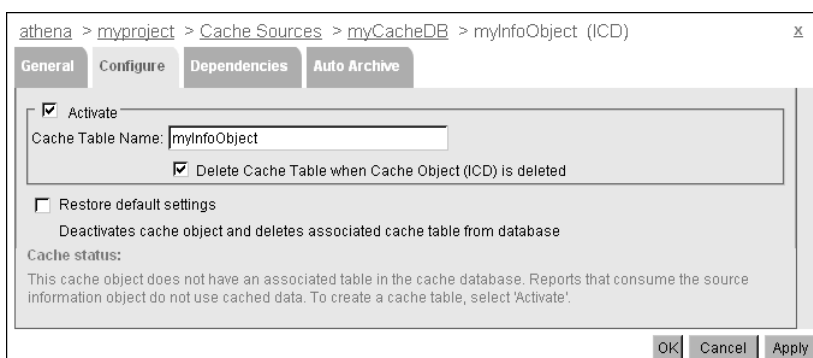 athena > myproject > Cache Sources > myCacheDB > myInfoObject (ICD) x
General Configure Dependencies Auto Archive
Activate
Cache Table Name: myInfoObject
Delete Cache Table when Cache Object (ICD) is deleted
Restore default settings
Deactivates cache object and deletes associated cache table from database
Cache status:
This cache object does not have an associated table in the cache database. Reports that consume the source
information object do not use cached data. To create a cache table, select 'Activate'.
OK Cancel Apply